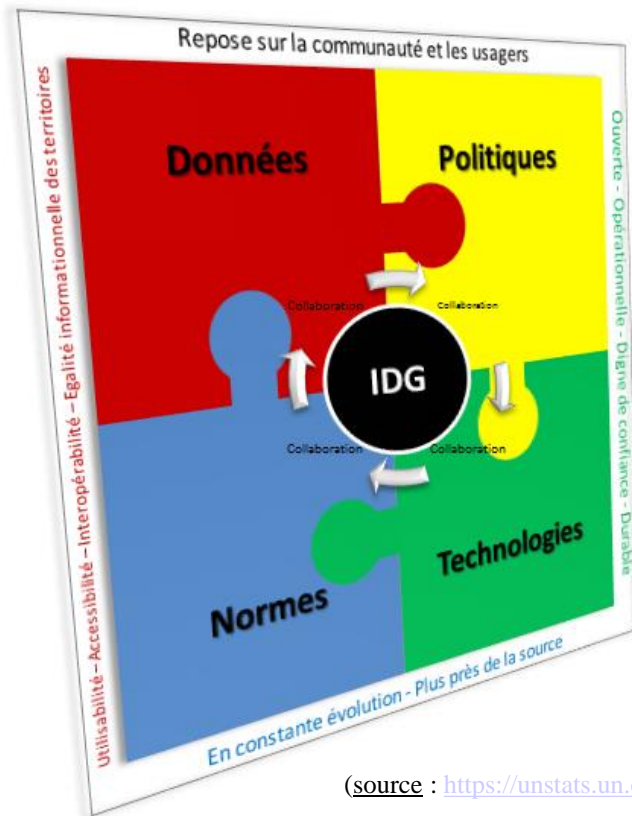 Repose sur la communauté et les usagers
Utilisabilité – Accessibilité – Interopérabilité – Egalité informationnelle des territoires
Données
Politiques
Ouverte - Opérationnelle - Digne de confiance - Durable
Collaboration
Collaboration
IDG
Collaboration
Collaboration
Normes
Technologies
En constante évolution - Plus près de la source
(source : https://unstats.un.